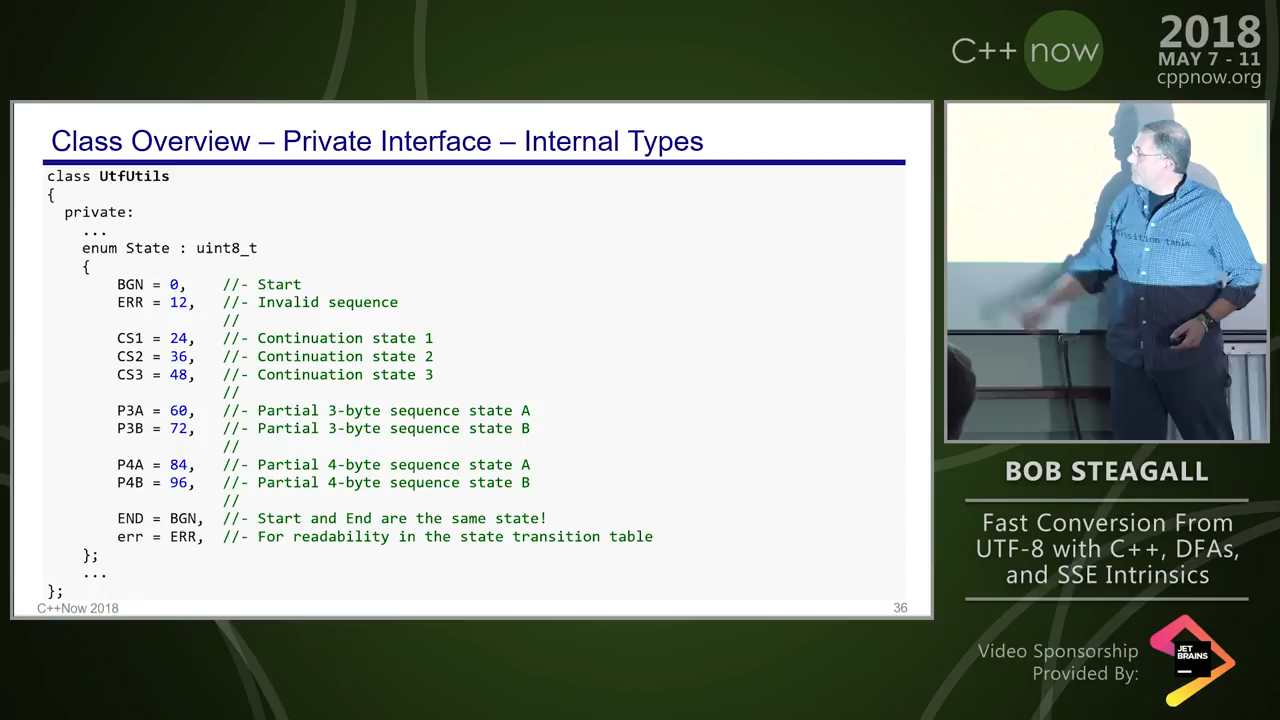 C++ now
2018
MAY 7 - 11
cppnow.org
Class Overview – Private Interface – Internal Types
class UtfUtils
{
private:
...
enum State : uint8_t
{
BGN = 0, //- Start
ERR = 12, //- Invalid sequence
//
CS1 = 24, //- Continuation state 1
CS2 = 36, //- Continuation state 2
CS3 = 48, //- Continuation state 3
//
P3A = 60, //- Partial 3-byte sequence state A
P3B = 72, //- Partial 3-byte sequence state B
//
P4A = 84, //- Partial 4-byte sequence state A
P4B = 96, //- Partial 4-byte sequence state B
//
END = BGN, //- Start and End are the same state!
err = ERR, //- For readability in the state transition table
};
...
};
C++Now 2018
36
table
BOB STEAGALL
Fast Conversion From
UTF-8 with C++, DFAs,
and SSE Intrinsics
Video Sponsorship
Provided By:
JET
BRAINS